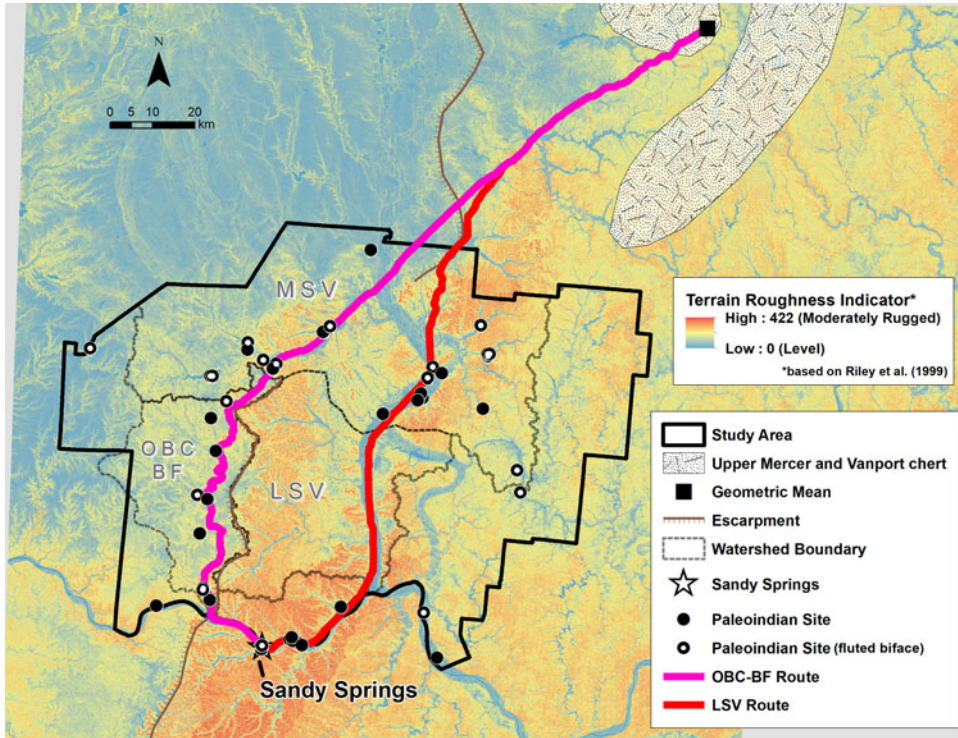 N
0 5 10 20
km
MSV
OBC
BF
LSV
Sandy Springs
Terrain Roughness Indicator*
High : 422 (Moderately Rugged)
Low : 0 (Level)
*based on Riley et al. (1999)
Study Area
Upper Mercer and Vanport chert
Geometric Mean
Escarpment
Watershed Boundary
Sandy Springs
Paleoindian Site
Paleoindian Site (fluted biface)
OBC-BF Route
LSV Route